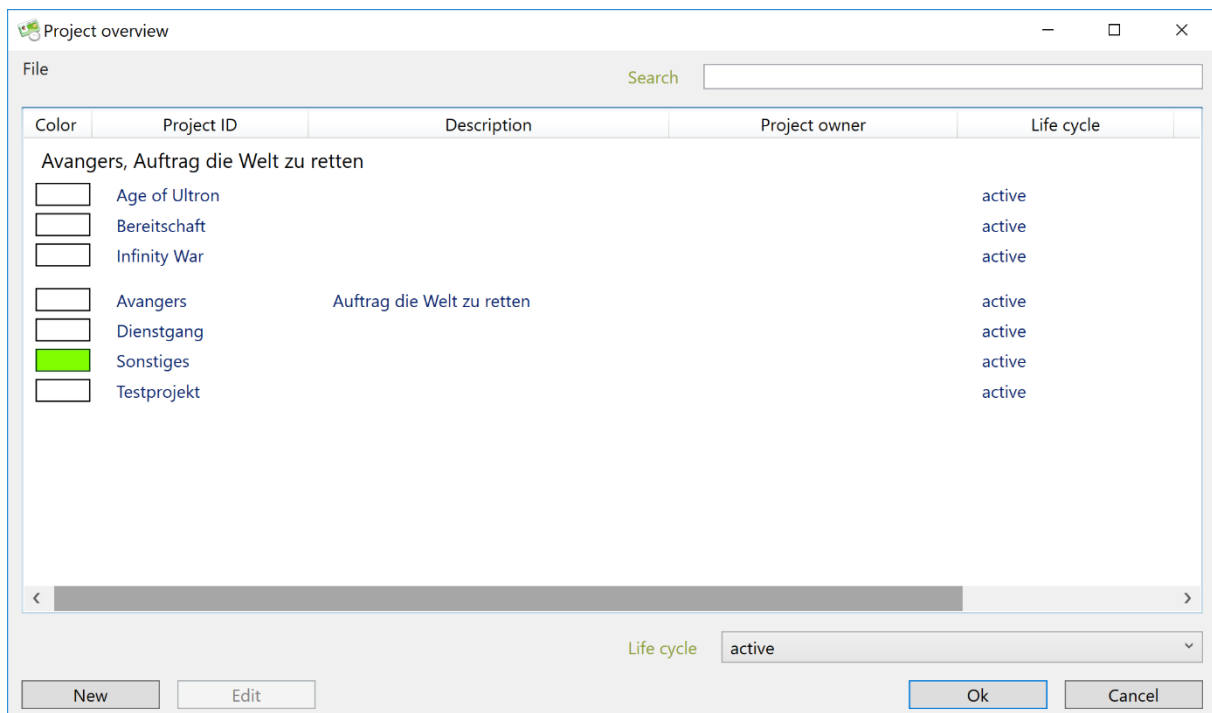 Project overview
File
Search
Color Project ID Description Project owner Life cycle
Avangers, Auftrag die Welt zu retten
Age of Ultron active
Bereitschaft active
Infinity War active
Avangers Auftrag die Welt zu retten active
Dienstgang active
Sonstiges active
Testprojekt active
Life cycle active
New Edit Ok Cancel